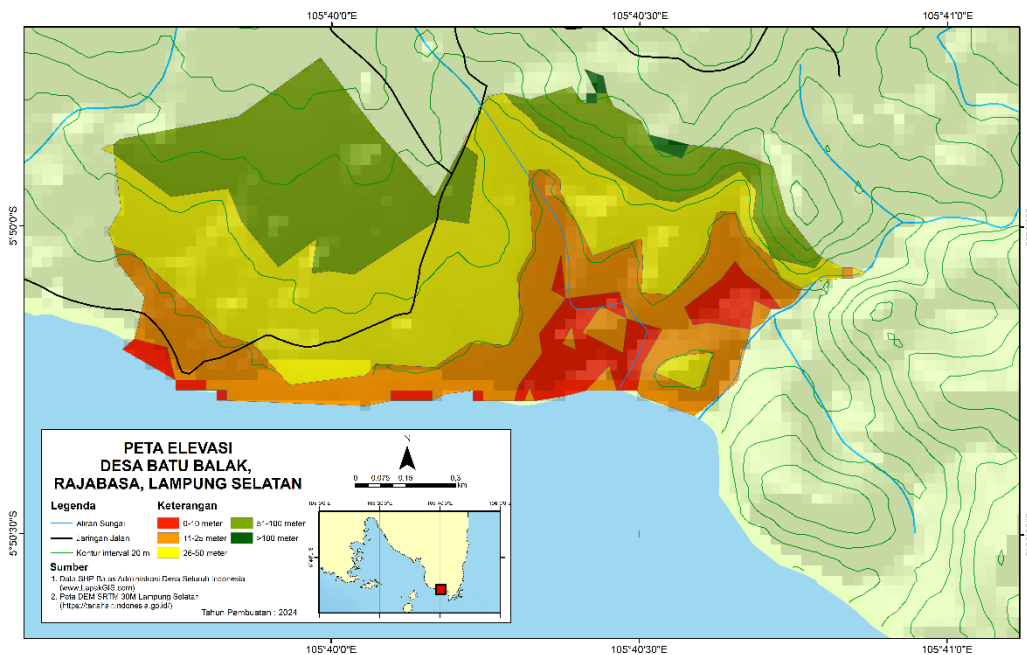 105°40'0"E
105°40'30"E
105°41'0"E
5°50'0"S
5°50'30"S
PETA ELEVASI
DESA BATU BALAK,
RAJABASA, LAMPUNG SELATAN
N
0 0.075 0.15 0.3
km
Legenda
Aliran Sungai
Jaringan Jalan
Kontur interval 20 m
Keterangan
0-10 meter
11-25 meter
26-50 meter
51-100 meter
>100 meter
Sumber
1. Data SHP Batas Administrasi Desa Seluruh Indonesia
2. Peta DEM SRTM 30M Lampung Selatan
Tahun Pembuatan : 2024
105°40'0"E
105°40'30"E
105°41'0"E